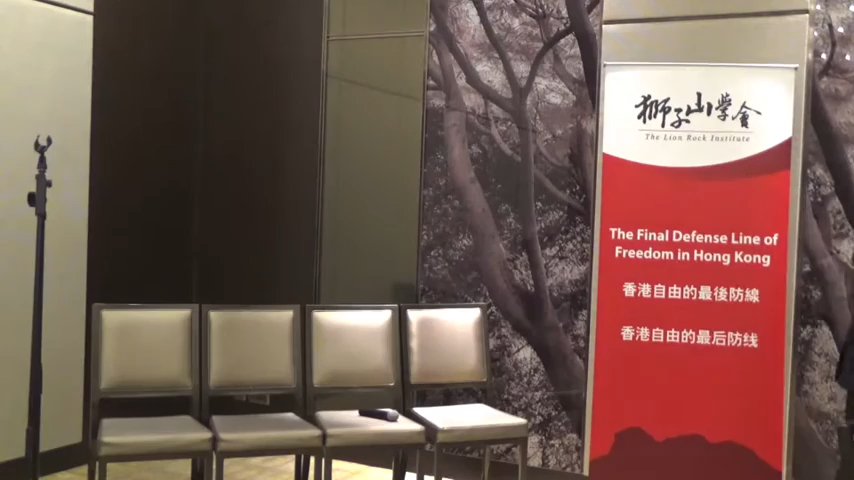 獅子山學會
The Lion Rock Institute
The Final Defense Line of
Freedom in Hong Kong
香港自由的最後防線
香港自由的最后防线